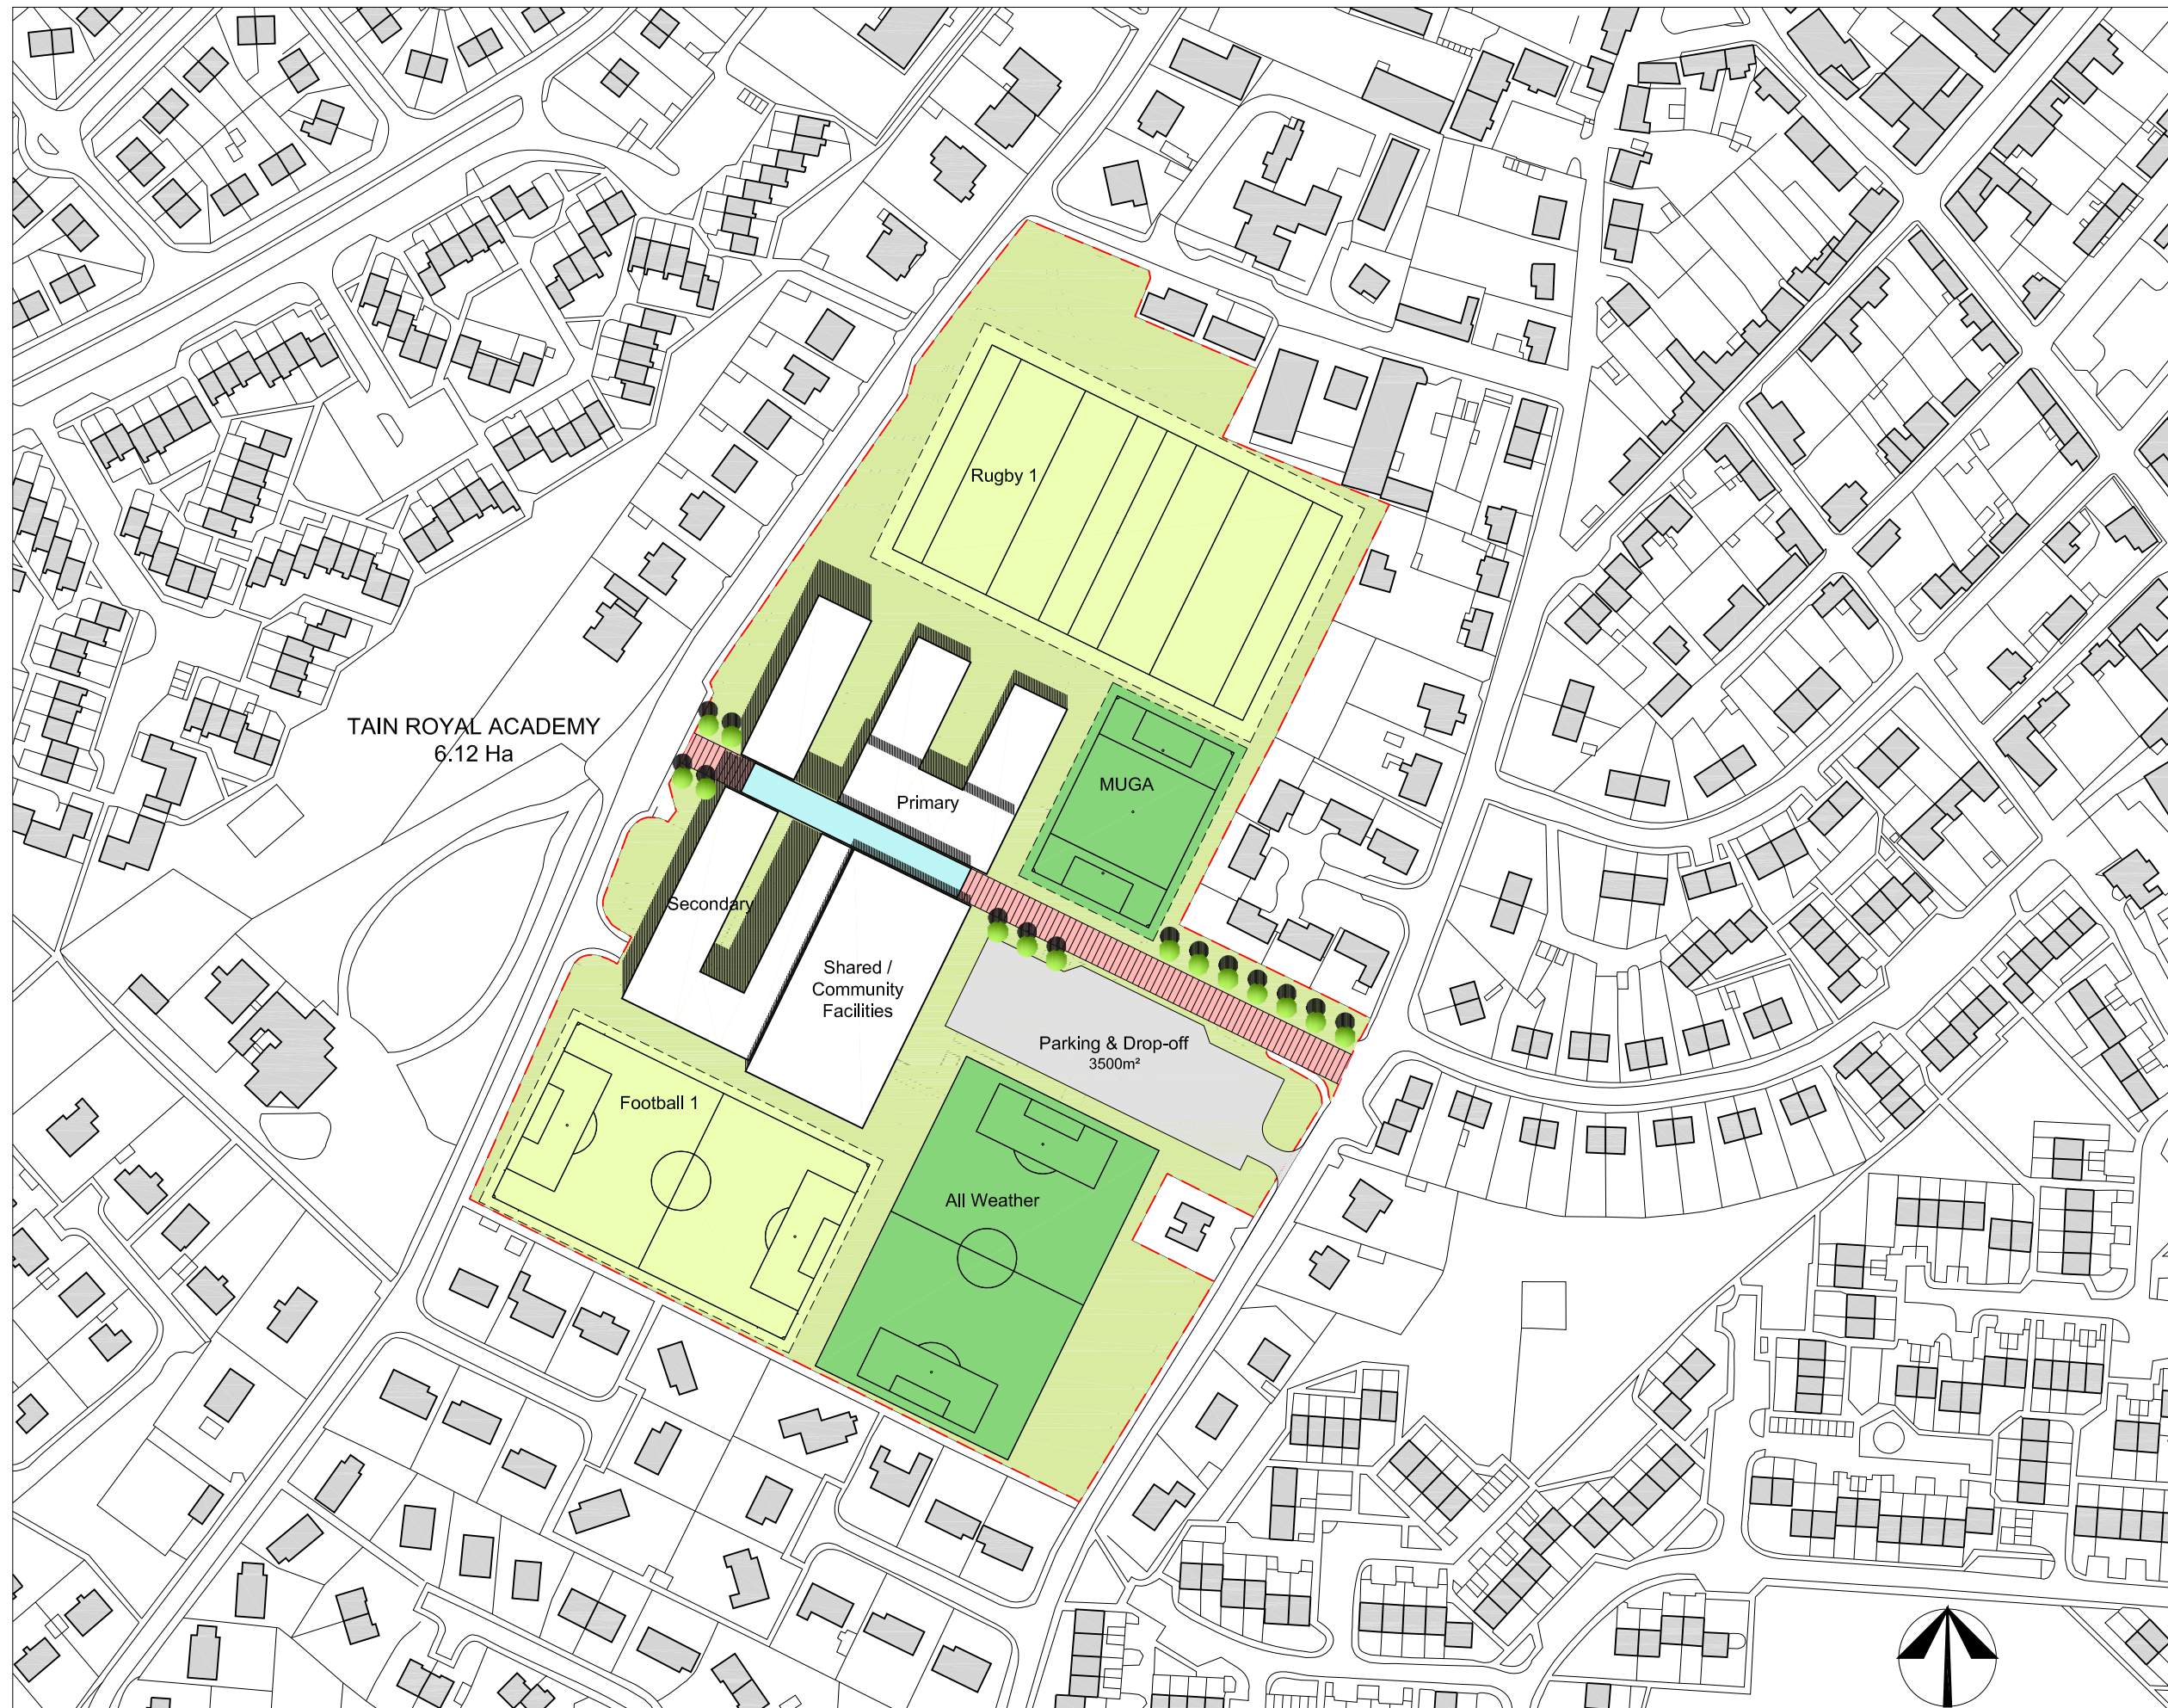 Rugby 1
TAIN ROYAL ACADEMY
6.12 Ha
MUGA
Primary
Secondary
Shared /
Community
Facilities
Parking & Drop-off
3500m²
Football 1
All Weather